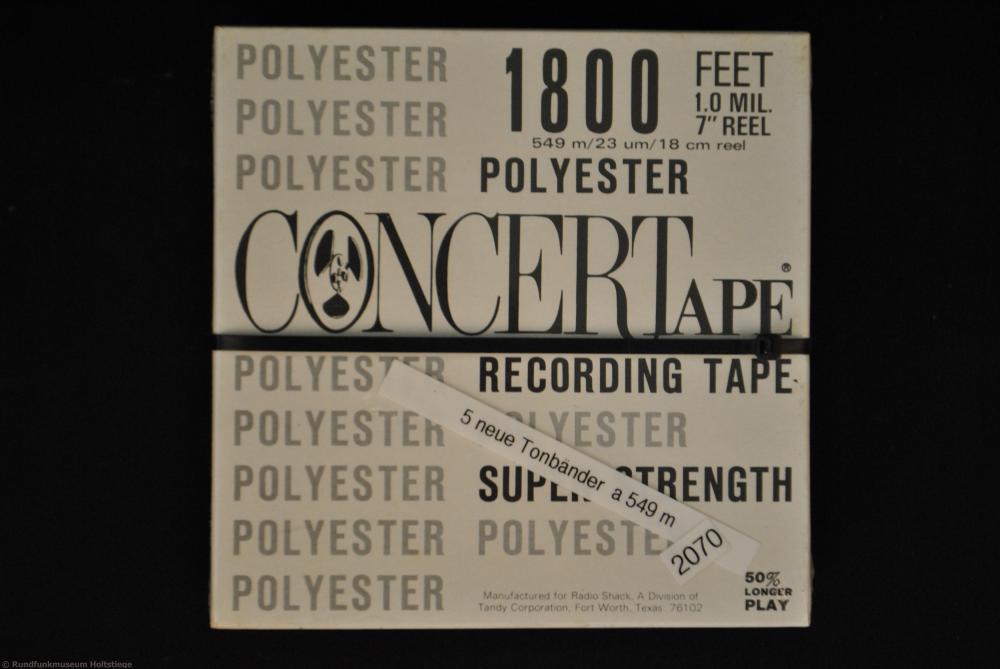 POLYESTER
POLYESTER
POLYESTER
1800
FEET
1.0 MIL.
7" REEL
549 m/23 um/18 cm reel
POLYESTER
CONCERTAPE®
POLYESTER
RECORDING TAPE
POLYESTER
POLYESTER
POLYESTER
SUPER STRENGTH
POLYESTER
POLYESTER
POLYESTER
5 neue Tonbänder a 549 m
2070
Manufactured for Radio Shack, A Division of
Tandy Corporation, Fort Worth, Texas 76102
50%
LONGER
PLAY
© Rundfunkmuseum Holtstiege